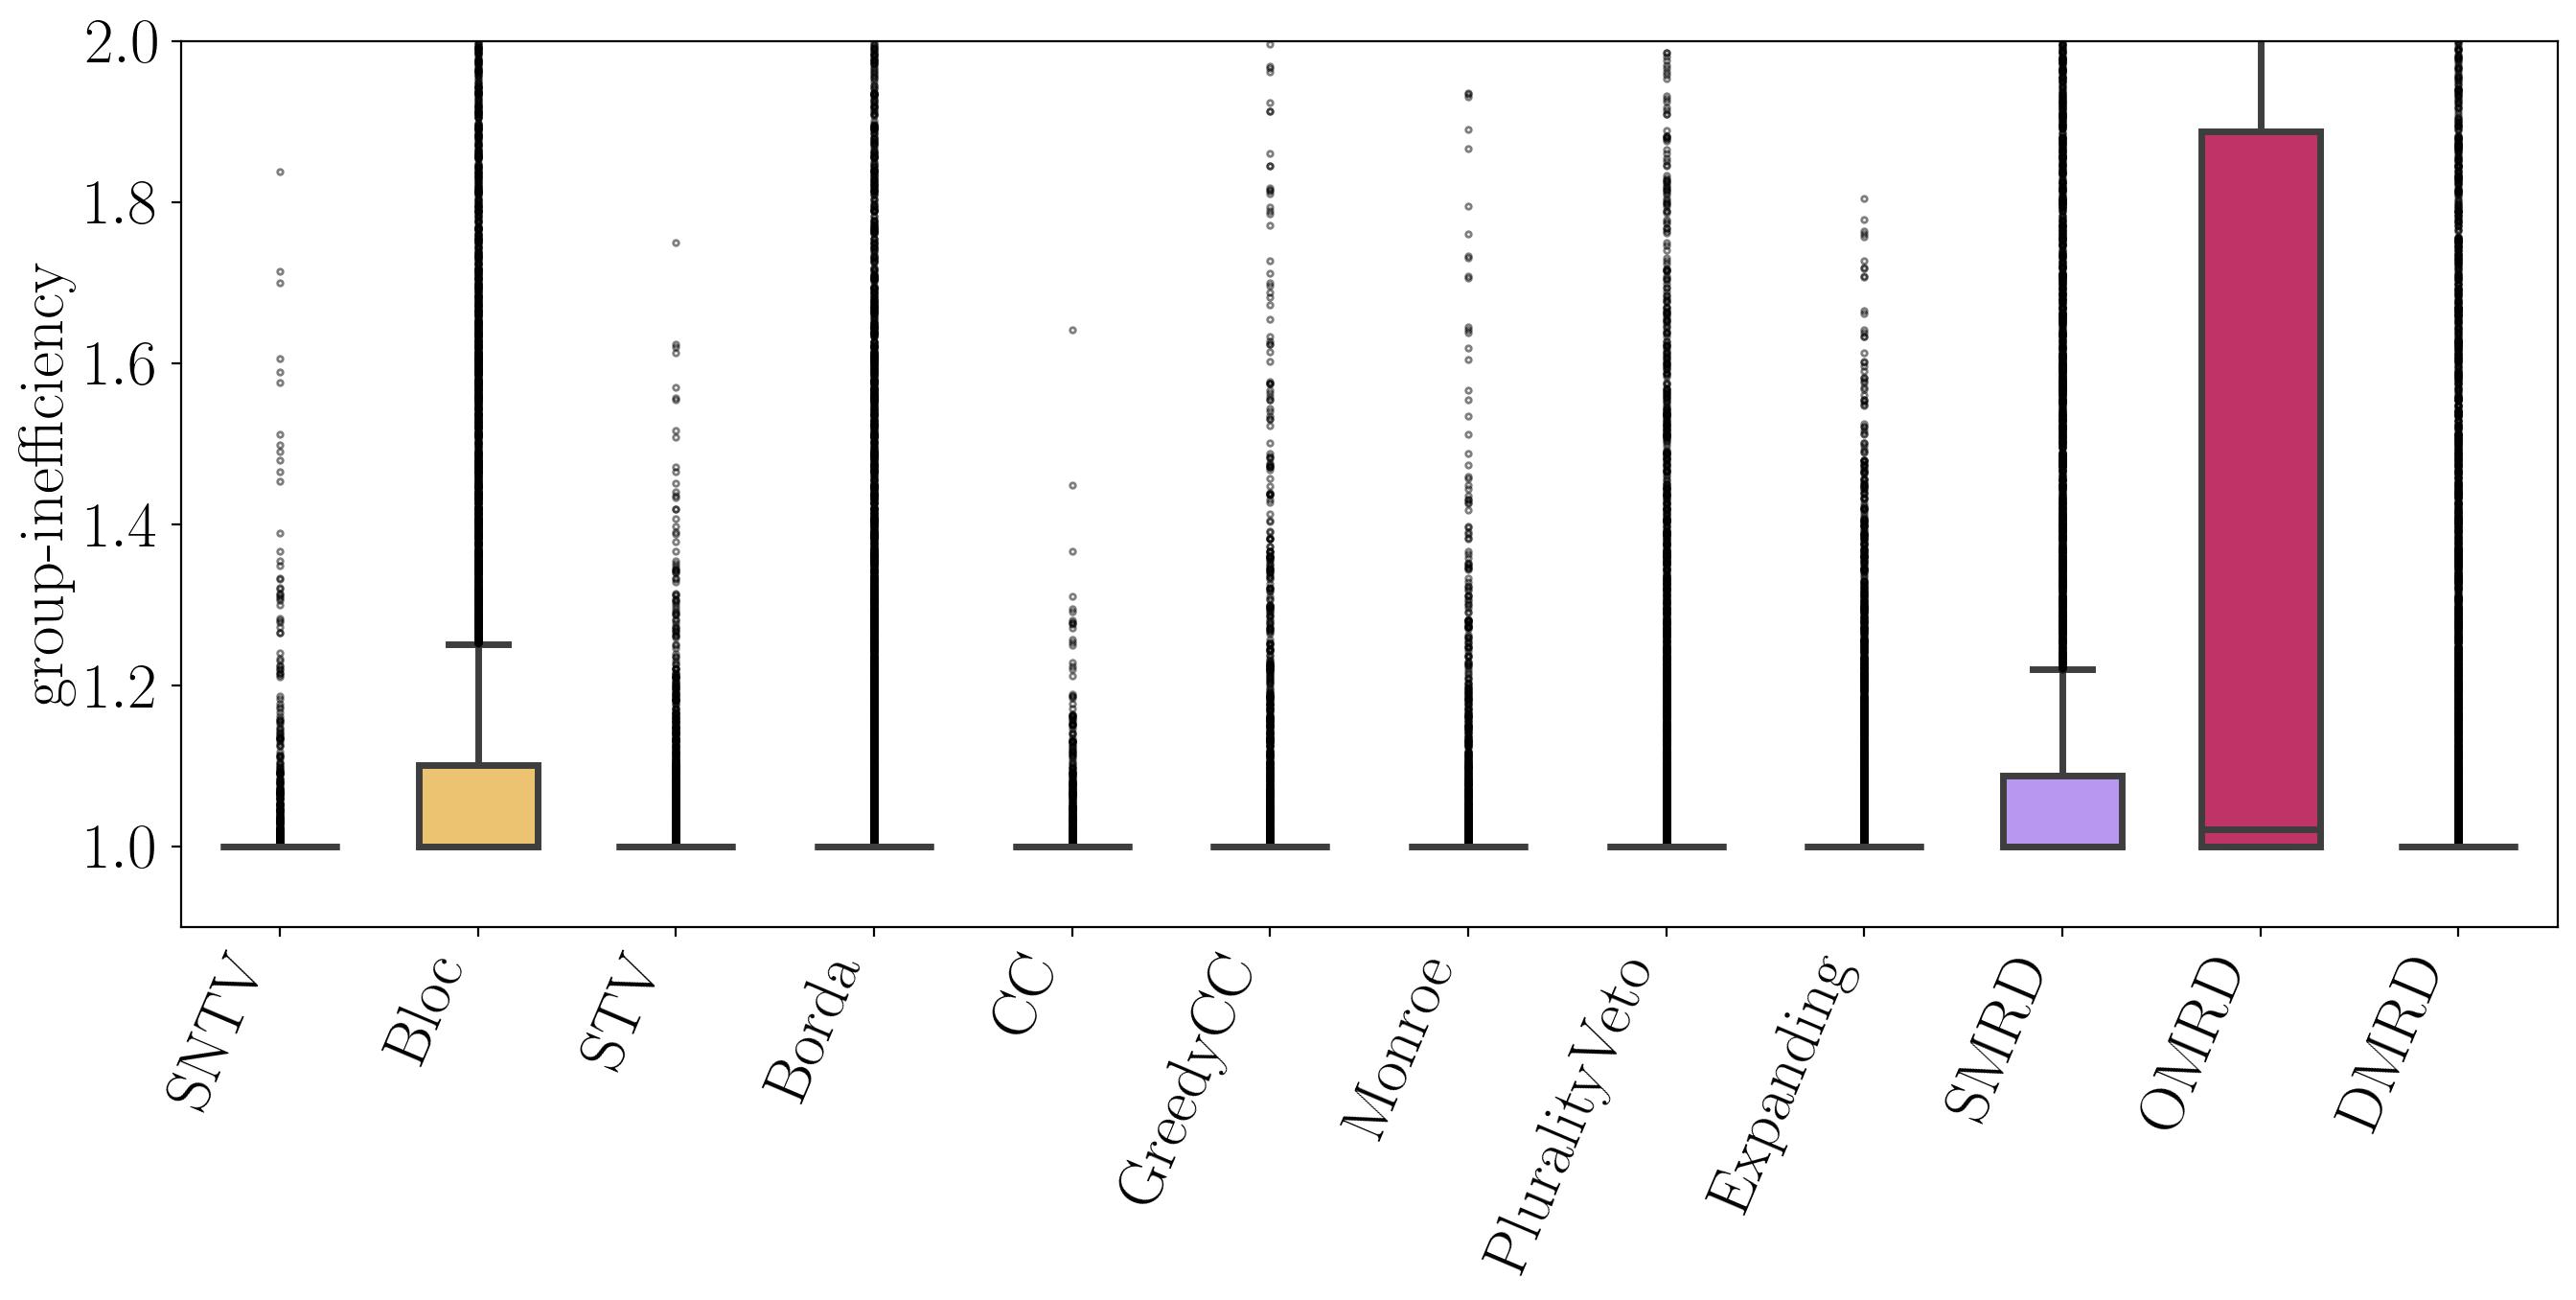 group-inefficiency
2.0
1.8
1.6
1.4
1.2
1.0
SNTV
Bloc
STV
Borda
CC
GreedyCC
Monroe
PluralityVeto
Expanding
SMRD
OMRD
DMRD